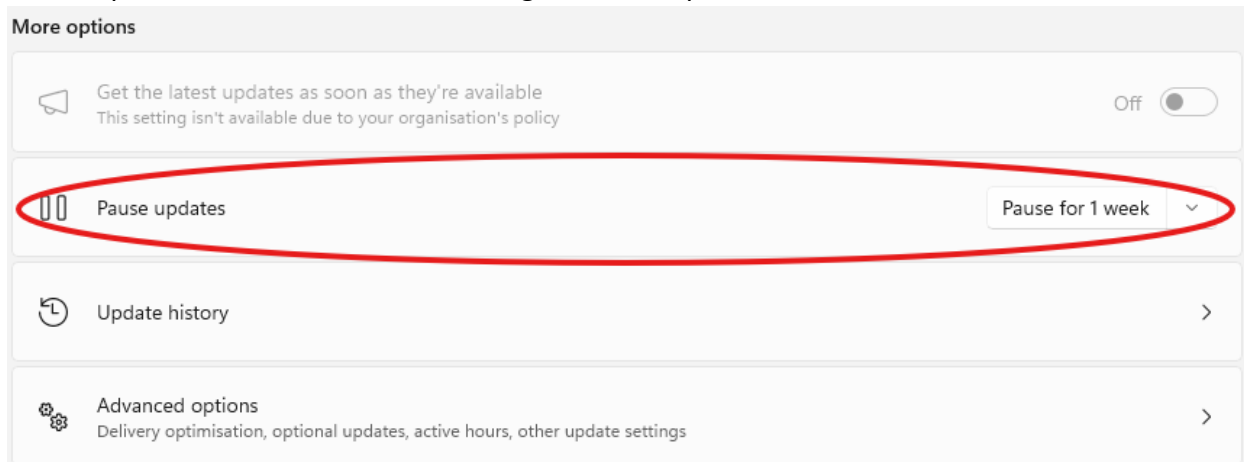 More options
Get the latest updates as soon as they're available
This setting isn't available due to your organisation's policy
Off
Pause updates
Pause for 1 week
Update history
Advanced options
Delivery optimisation, optional updates, active hours, other update settings